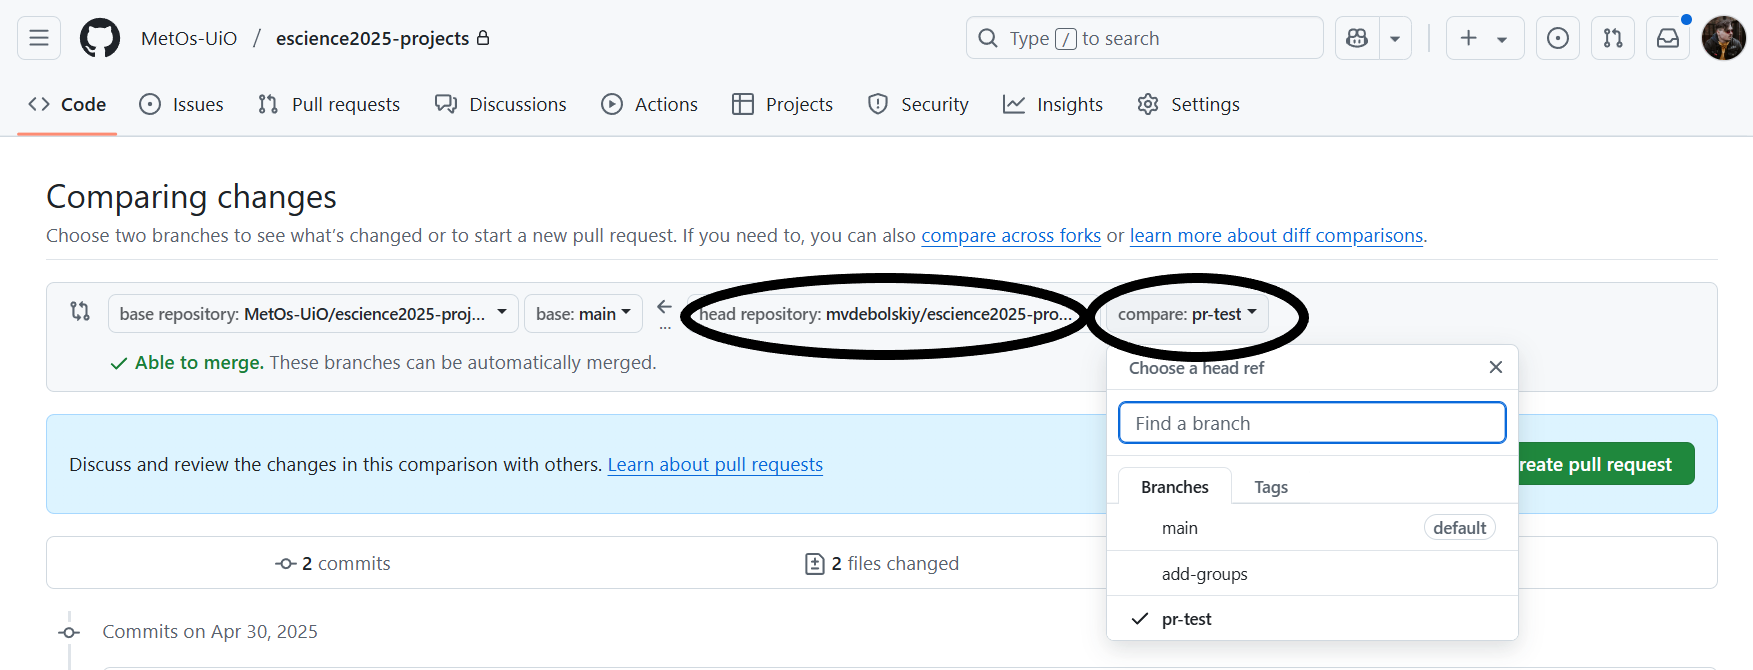 MetOs-UiO / escience2025-projects
Type / to search
Code Issues Pull requests Discussions Actions Projects Security Insights Settings
Comparing changes
Choose two branches to see what's changed or to start a new pull request. If you need to, you can also compare across forks or learn more about diff comparisons.
base repository: MetOs-UiO/escience2025-proj... base: main ← ... head repository: mvdebolskiy/escience2025-pro... compare: pr-test
Able to merge. These branches can be automatically merged.
Choose a head ref
Find a branch
Discuss and review the changes in this comparison with others. Learn about pull requests
reate pull request
Branches Tags
main default
add-groups
pr-test
2 commits
2 files changed
Commits on Apr 30, 2025